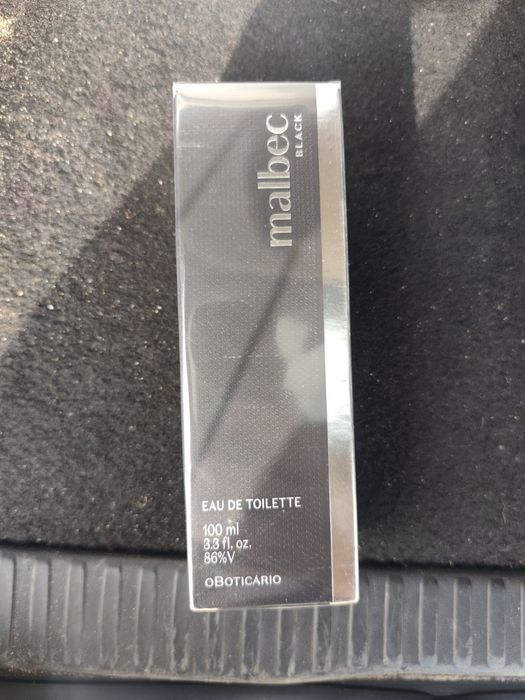 malbec
BLACK
EAU DE TOILETTE
100 ml
3.3 fl. oz.
86%V
oBOTICÁRIO